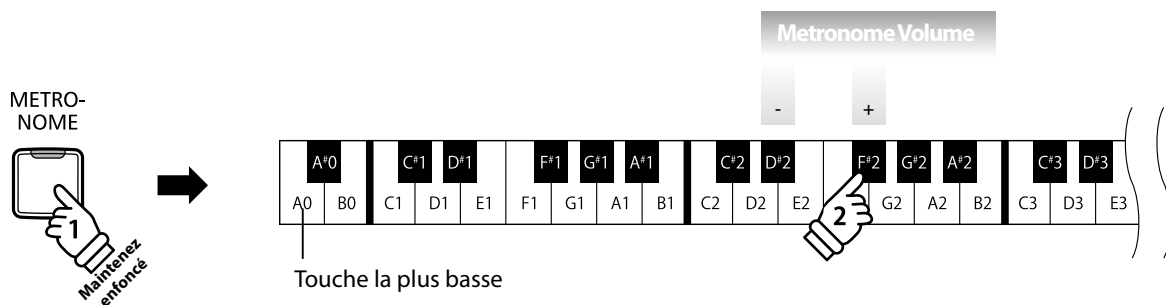 Metronome Volume
- +
METRO-
NOME
A#0 C#1 D#1 F#1 G#1 A#1 C#2 D#2 F#2 G#2 A#2 C#3 D#3
A0 B0 C1 D1 E1 F1 G1 A1 B1 C2 D2 E2 G2 A2 B2 C3 D3 E3
1
2
Maintenez
enfoncé
Touche la plus basse